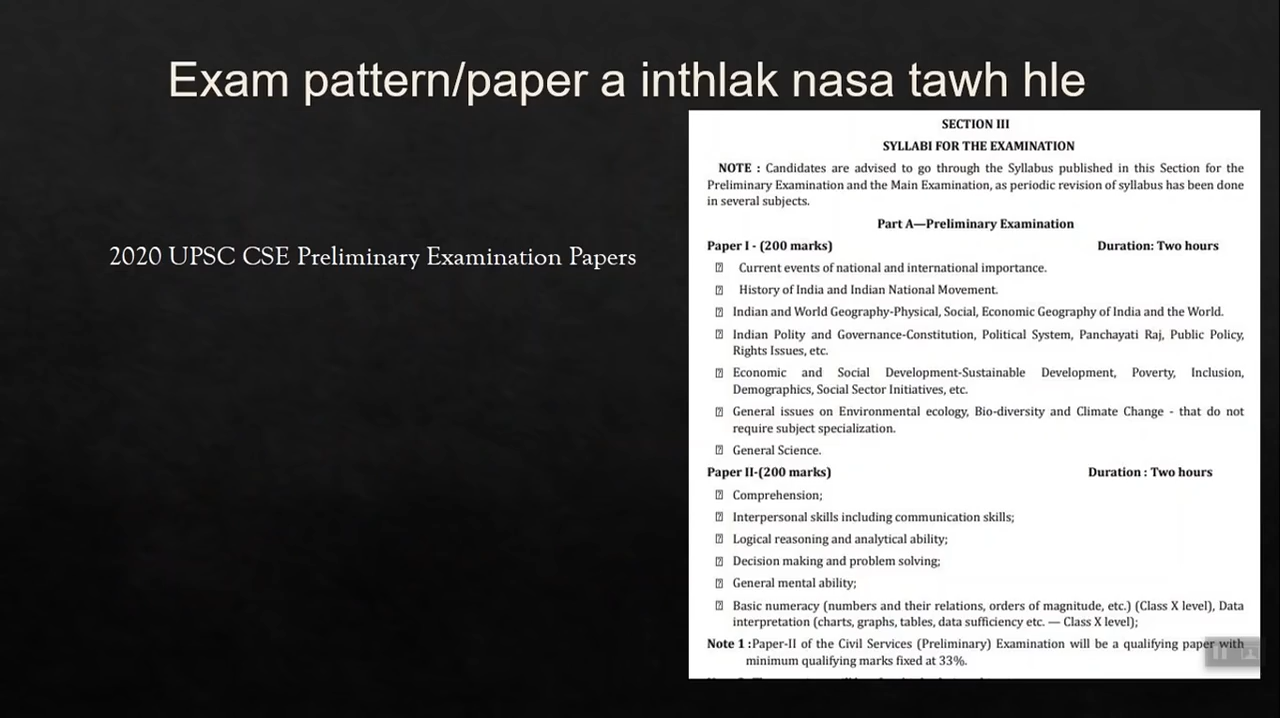 Exam pattern/paper a inthlak nasa tawh hle
2020 UPSC CSE Preliminary Examination Papers
SECTION III
SYLLABI FOR THE EXAMINATION
NOTE : Candidates are advised to go through the Syllabus published in this Section for the
Preliminary Examination and the Main Examination, as periodic revision of syllabus has been done
in several subjects.
Part A—Preliminary Examination
Paper I - (200 marks) Duration: Two hours
Current events of national and international importance.
History of India and Indian National Movement.
Indian and World Geography-Physical, Social, Economic Geography of India and the World.
Indian Polity and Governance-Constitution, Political System, Panchayati Raj, Public Policy,
Rights Issues, etc.
Economic and Social Development-Sustainable Development, Poverty, Inclusion,
Demographics, Social Sector Initiatives, etc.
General issues on Environmental ecology, Bio-diversity and Climate Change - that do not
require subject specialization.
General Science.
Paper II-(200 marks) Duration : Two hours
Comprehension;
Interpersonal skills including communication skills;
Logical reasoning and analytical ability;
Decision making and problem solving;
General mental ability;
Basic numeracy (numbers and their relations, orders of magnitude, etc.) (Class X level), Data
interpretation (charts, graphs, tables, data sufficiency etc. — Class X level);
Note 1 :Paper-II of the Civil Services (Preliminary) Examination will be a qualifying paper with
minimum qualifying marks fixed at 33%.